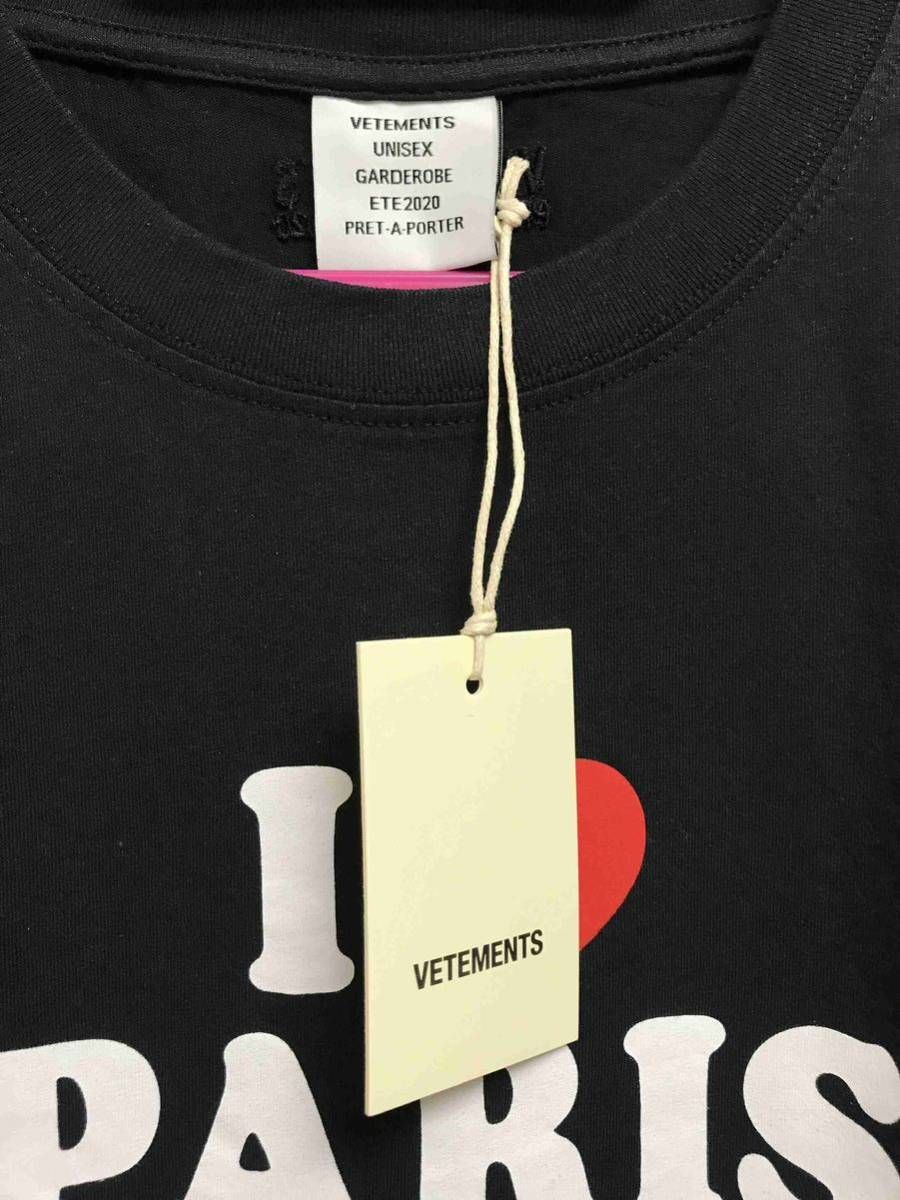 VETEMENTS
UNISEX
GARDEROBE
ETE2020
PRET-A-PORTER
I
VETEMENTS
PARIS